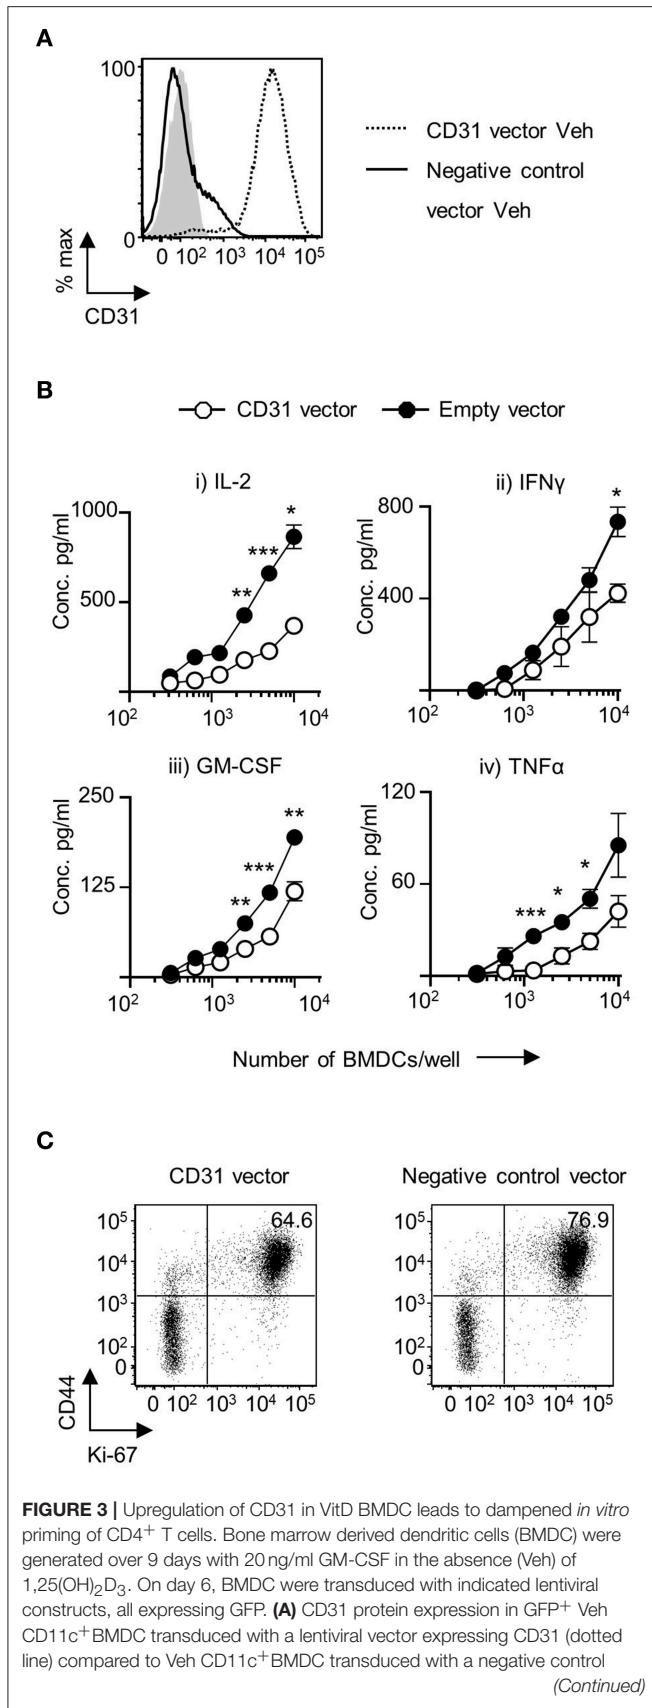 A
100
0
% max
0 10² 10³ 10⁴ 10⁵
CD31
CD31 vector Veh
Negative control
vector Veh
B
CD31 vector
Empty vector
i) IL-2
1000
500
Conc. pg/ml
** *** *
10² 10³ 10⁴
ii) IFNγ
800
400
0
Conc. pg/ml
*
10² 10³ 10⁴
iii) GM-CSF
250
125
Conc. pg/ml
** *** **
10² 10³ 10⁴
iv) TNFα
120
60
0
Conc. pg/ml
*** * *
10² 10³ 10⁴
Number of BMDCs/well
C
CD31 vector
64.6
10⁵
10⁴
10³
10²
0
0 10² 10³ 10⁴ 10⁵
CD44
Ki-67
Negative control vector
76.9
10⁵
10⁴
10³
10²
0
0 10² 10³ 10⁴ 10⁵
FIGURE 3 | Upregulation of CD31 in VitD BMDC leads to dampened in vitro
priming of CD4⁺ T cells. Bone marrow derived dendritic cells (BMDC) were
generated over 9 days with 20 ng/ml GM-CSF in the absence (Veh) of
1,25(OH)₂D₃. On day 6, BMDC were transduced with indicated lentiviral
constructs, all expressing GFP. (A) CD31 protein expression in GFP⁺ Veh
CD11c⁺BMDC transduced with a lentiviral vector expressing CD31 (dotted
line) compared to Veh CD11c⁺BMDC transduced with a negative control
(Continued)